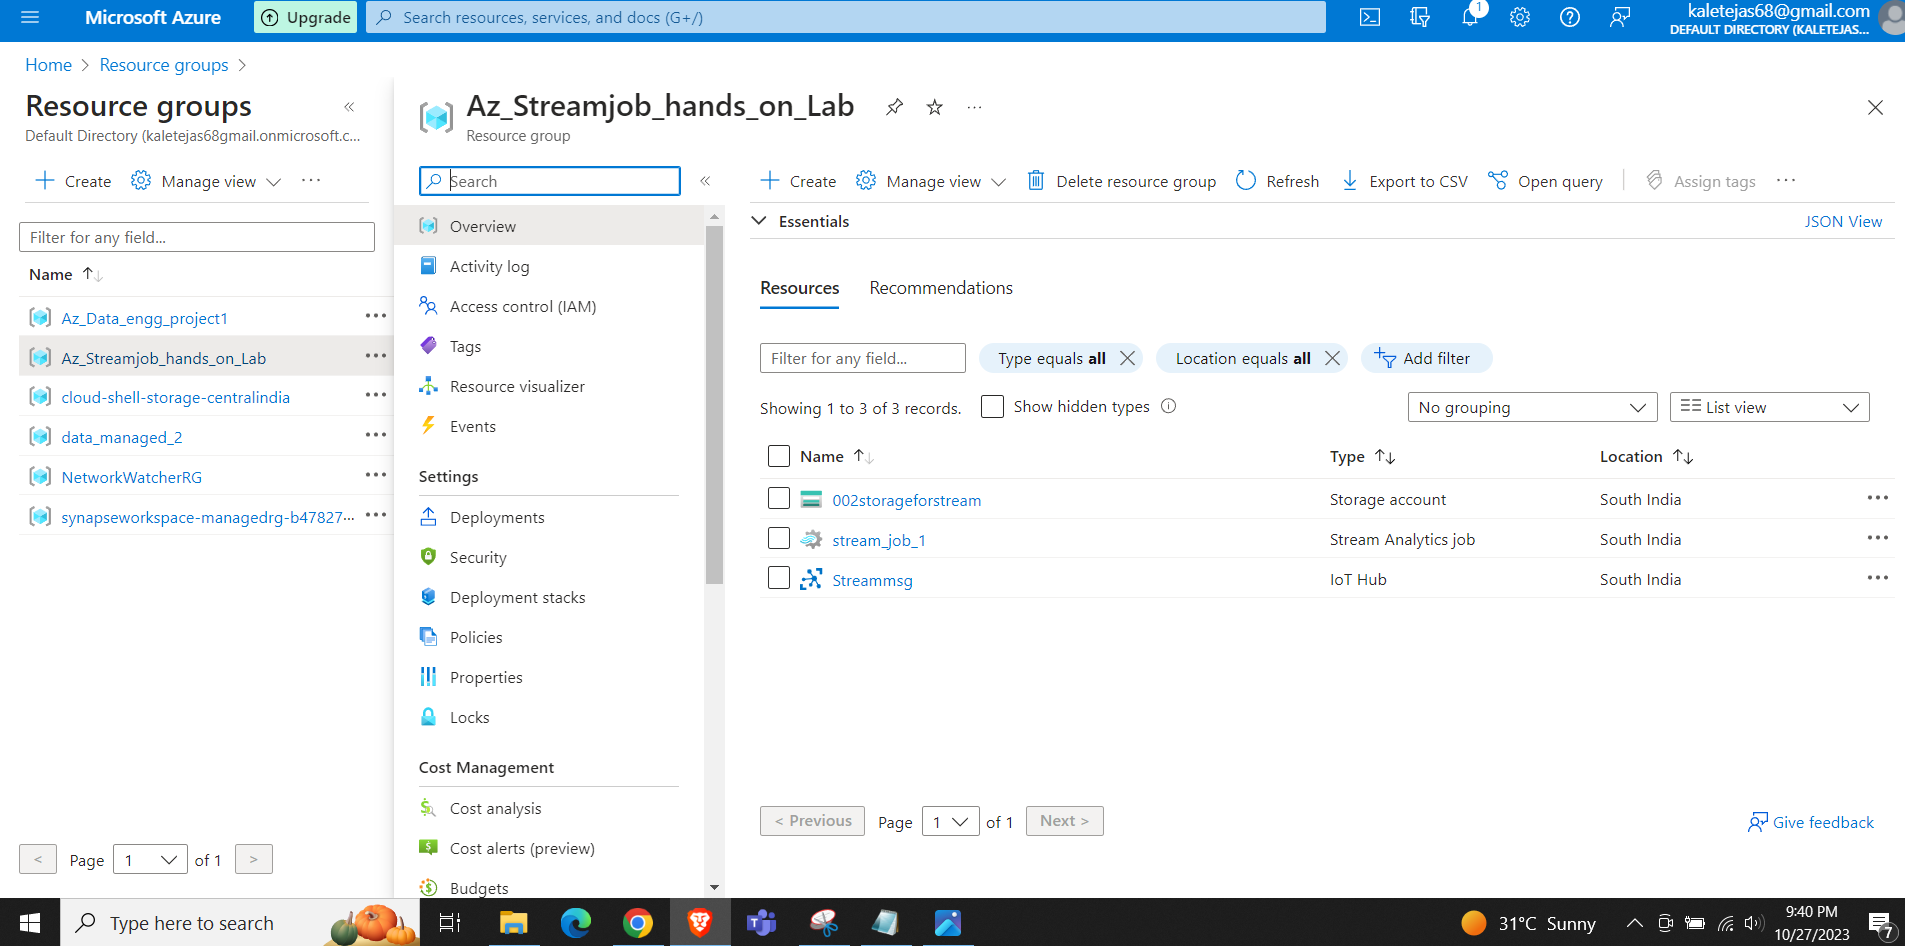 Microsoft Azure
Upgrade
Search resources, services, and docs (G+/)
1
kaletejas68@gmail.com
DEFAULT DIRECTORY (KALETEJAS...
Home > Resource groups >
Resource groups
Default Directory (kaletejas68gmail.onmicrosoft.c...
Create
Manage view
...
Filter for any field...
Name
Az_Data_engg_project1
Az_Streamjob_hands_on_Lab
cloud-shell-storage-centralindia
data_managed_2
NetworkWatcherRG
synapseworkspace-managedrg-b47827...
< Page 1 of 1 >
Az_Streamjob_hands_on_Lab
Resource group
Search
Overview
Activity log
Access control (IAM)
Tags
Resource visualizer
Events
Settings
Deployments
Security
Deployment stacks
Policies
Properties
Locks
Cost Management
Cost analysis
Cost alerts (preview)
Budgets
Create Manage view Delete resource group Refresh Export to CSV Open query Assign tags ...
Essentials
JSON View
Resources Recommendations
Filter for any field... Type equals all Location equals all Add filter
Showing 1 to 3 of 3 records. Show hidden types No grouping List view
Name Type Location
002storageforstream Storage account South India
stream_job_1 Stream Analytics job South India
Streammsg IoT Hub South India
< Previous Page 1 of 1 Next >
Give feedback
Type here to search
31°C Sunny
9:40 PM
10/27/2023
7